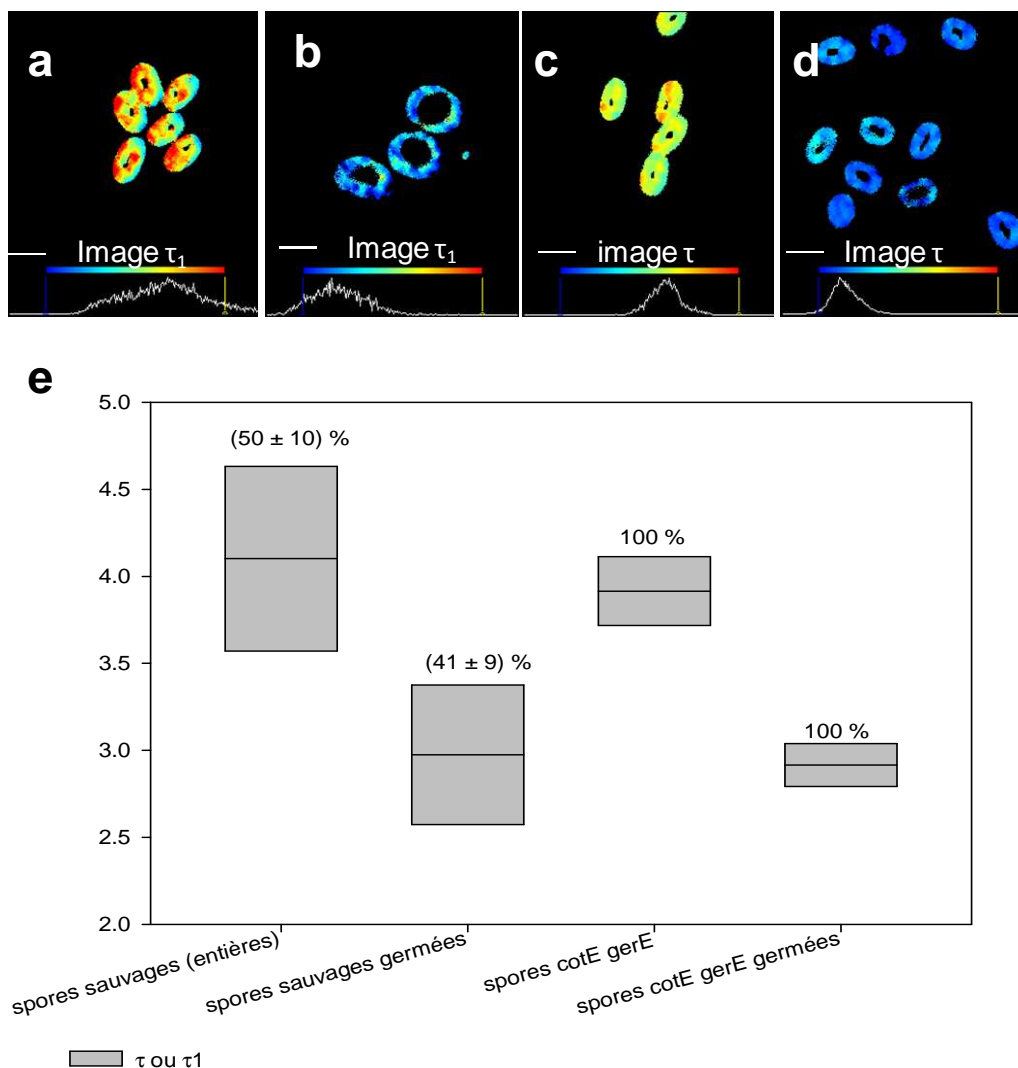 a b c d
Image τ₁ Image τ₁ image τ Image τ
e
5.0
(50 ± 10) %
4.5
100 %
4.0
3.5
(41 ± 9) %
3.0
100 %
2.5
2.0
spores sauvages (entières)
spores sauvages germées
spores cotE gerE
spores cotE gerE germées
τ ou τ1